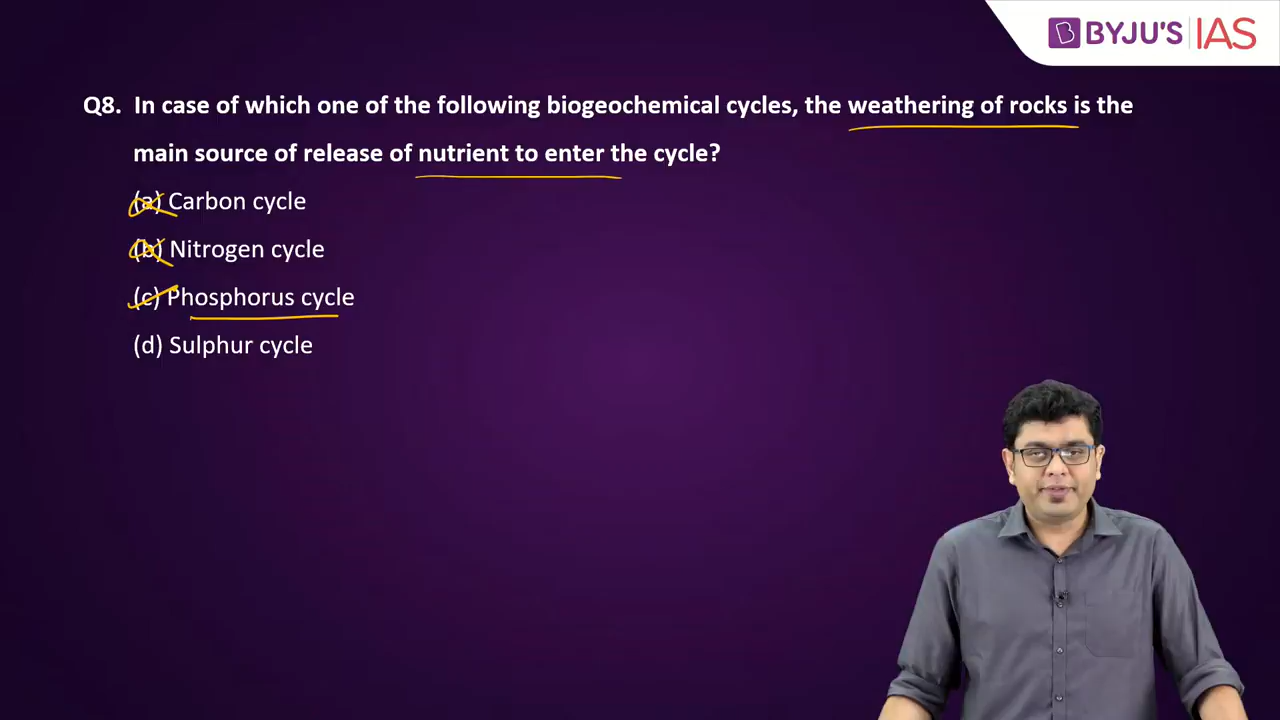 BYJU'S IAS
Q8. In case of which one of the following biogeochemical cycles, the weathering of rocks is the
main source of release of nutrient to enter the cycle?
(a) Carbon cycle
(b) Nitrogen cycle
(c) Phosphorus cycle
(d) Sulphur cycle